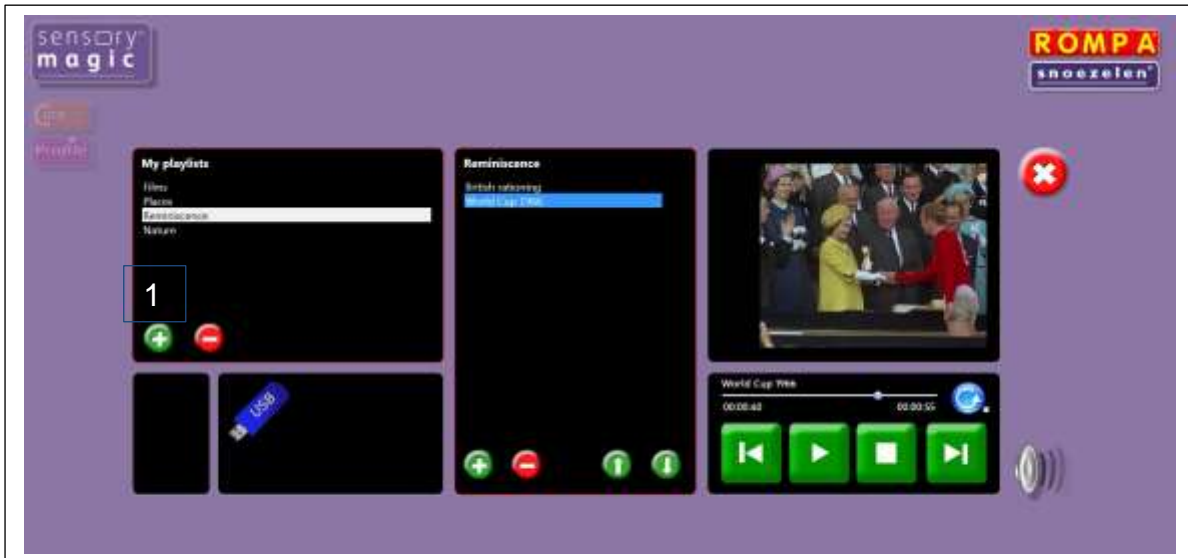 sensory
magic
ROMPA
snoezelen®
My playlists
Films
Places
Reminiscence
Nature
1
USB
Reminiscence
British rationing
World Cup 1966
World Cup 1966
00:00:40
00:00:55